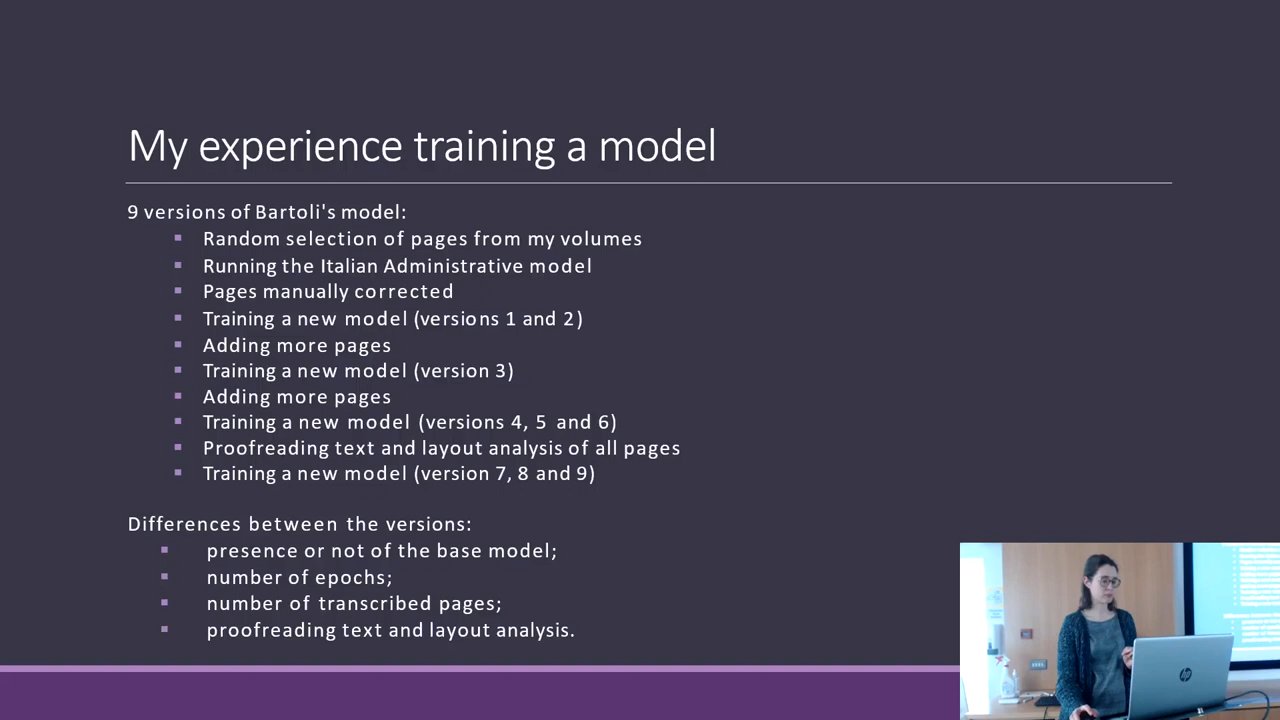 My experience training a model
9 versions of Bartoli's model:
▪ Random selection of pages from my volumes
▪ Running the Italian Administrative model
▪ Pages manually corrected
▪ Training a new model (versions 1 and 2)
▪ Adding more pages
▪ Training a new model (version 3)
▪ Adding more pages
▪ Training a new model (versions 4, 5 and 6)
▪ Proofreading text and layout analysis of all pages
▪ Training a new model (version 7, 8 and 9)
Differences between the versions:
▪ presence or not of the base model;
▪ number of epochs;
▪ number of transcribed pages;
▪ proofreading text and layout analysis.
hp